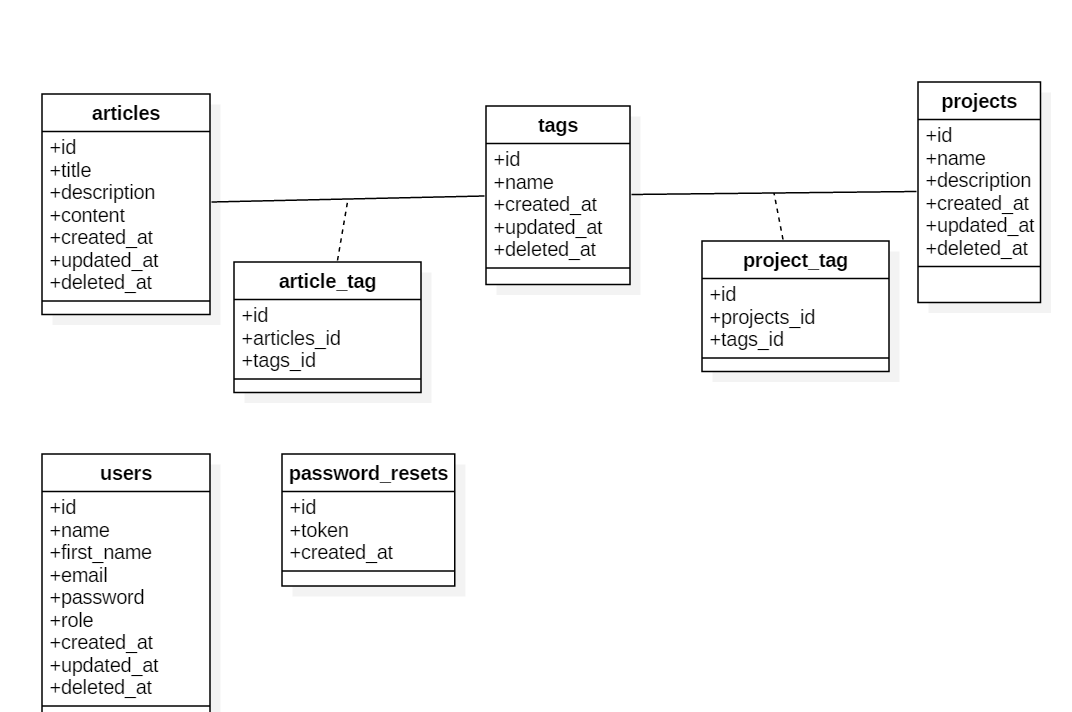 articles
+id
+title
+description
+content
+created_at
+updated_at
+deleted_at
article_tag
+id
+articles_id
+tags_id
tags
+id
+name
+created_at
+updated_at
+deleted_at
project_tag
+id
+projects_id
+tags_id
projects
+id
+name
+description
+created_at
+updated_at
+deleted_at
users
+id
+name
+first_name
+email
+password
+role
+created_at
+updated_at
+deleted_at
password_resets
+id
+token
+created_at